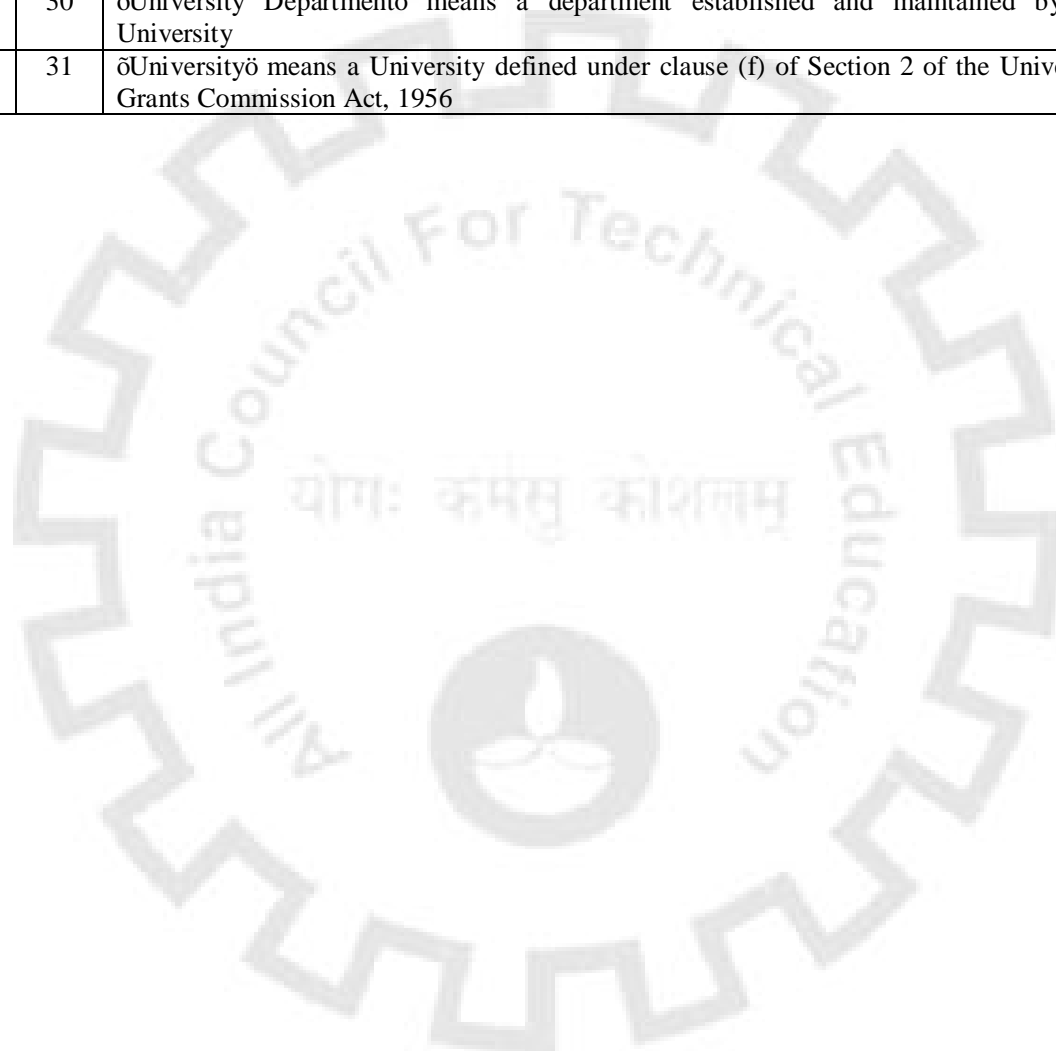 30 õUniversity Departmentö means a department established and maintained by
University
31 õUniversityö means a University defined under clause (f) of Section 2 of the
Grants Commission Act, 1956
All India Council For Technical Education
योगः कर्मसु कौशलम्